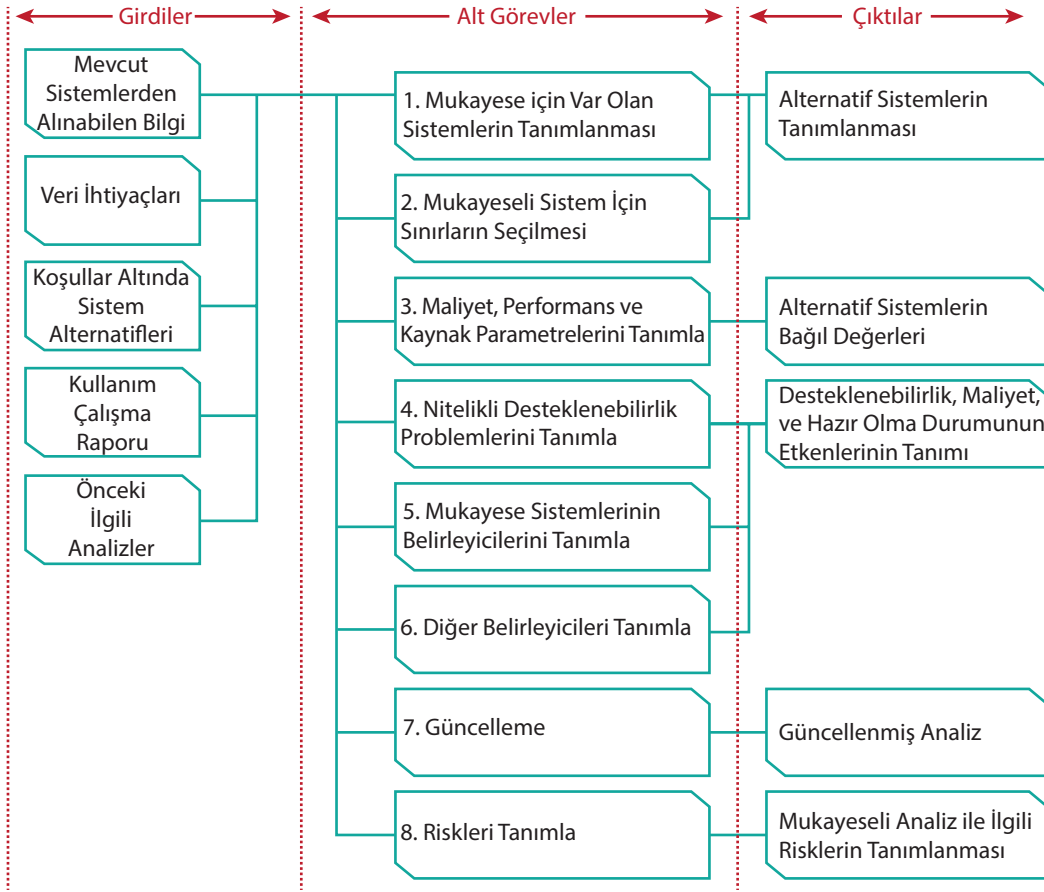 Girdiler
Alt Görevler
Çıktılar
Mevcut
Sistemlerden
Alınabilen Bilgi
Veri İhtiyaçları
Koşullar Altında
Sistem
Alternatifleri
Kullanım
Çalışma
Raporu
Önceki
İlgili
Analizler
1. Mukayese için Var Olan
Sistemlerin Tanımlanması
2. Mukayeseli Sistem İçin
Sınırların Seçilmesi
3. Maliyet, Performans ve
Kaynak Parametrelerini Tanımla
4. Nitelikli Desteklenebilirlik
Problemlerini Tanımla
5. Mukayese Sistemlerinin
Belirleyicilerini Tanımla
6. Diğer Belirleyicileri Tanımla
7. Güncelleme
8. Riskleri Tanımla
Alternatif Sistemlerin
Tanımlanması
Alternatif Sistemlerin
Bağıl Değerleri
Desteklenebilirlik, Maliyet,
ve Hazır Olma Durumunun
Etkenlerinin Tanımı
Güncellenmiş Analiz
Mukayeseli Analiz ile İlgili
Risklerin Tanımlanması